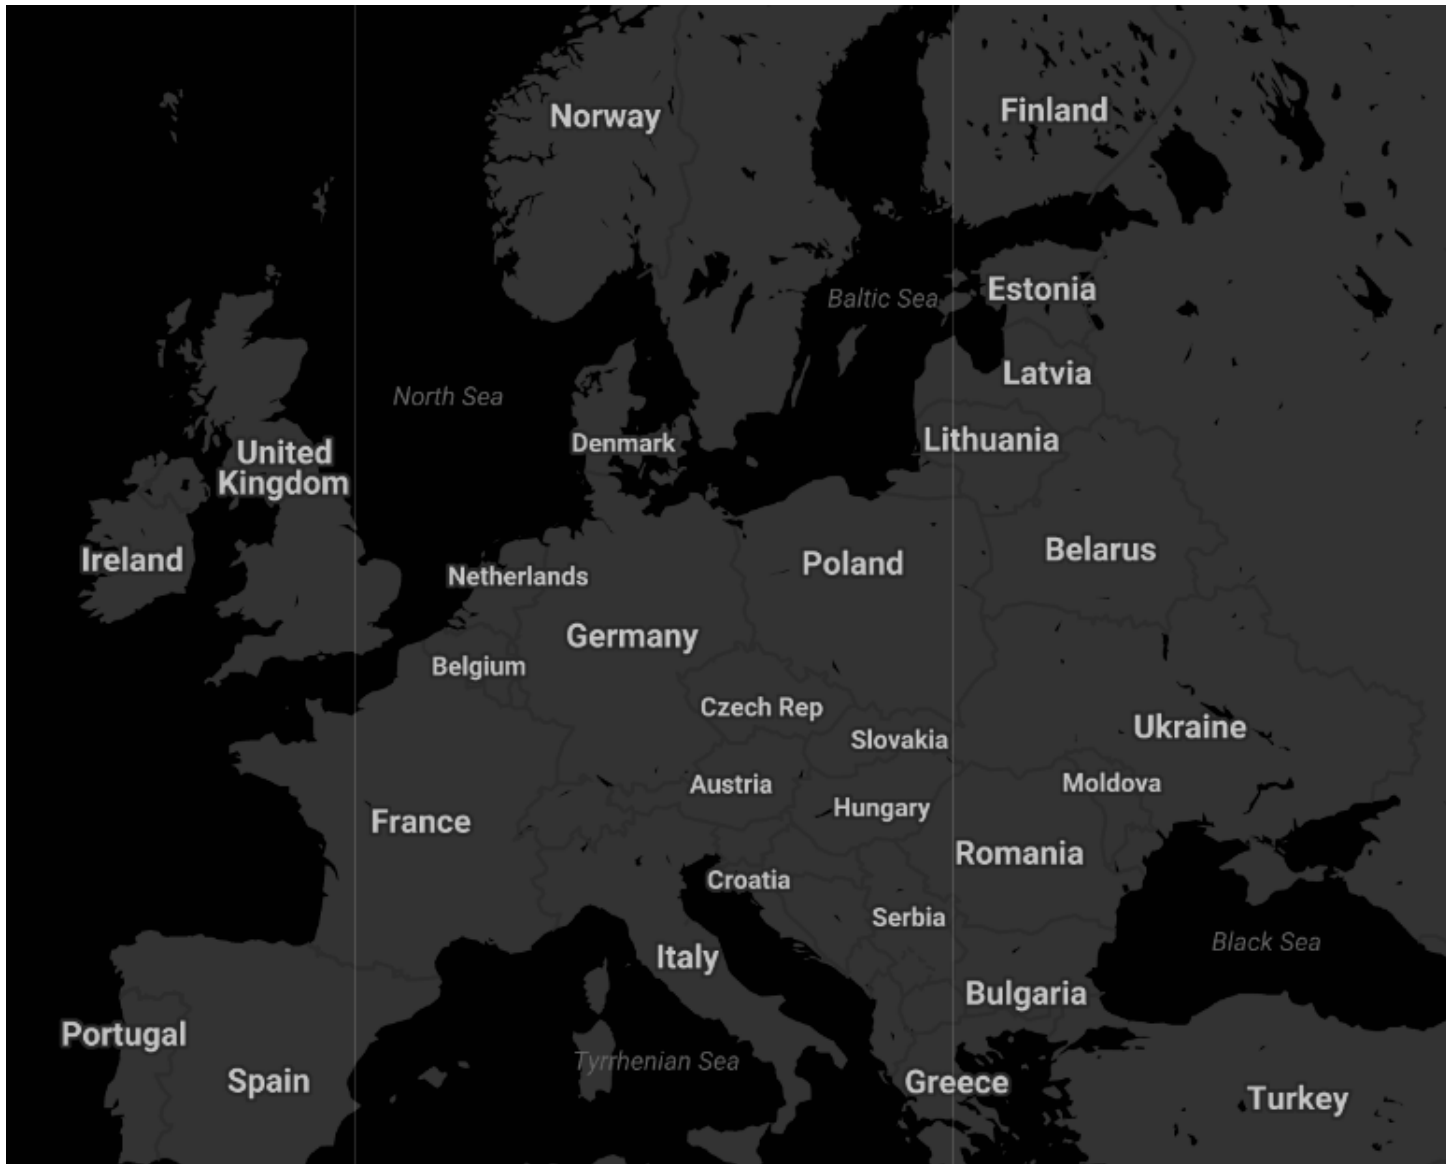 Norway
Finland
Estonia
Baltic Sea
Latvia
North Sea
Lithuania
Denmark
United
Kingdom
Belarus
Ireland
Poland
Netherlands
Germany
Belgium
Czech Rep
Ukraine
Slovakia
Moldova
Austria
Hungary
France
Romania
Croatia
Serbia
Black Sea
Italy
Bulgaria
Portugal
Tyrrhenian Sea
Spain
Greece
Turkey